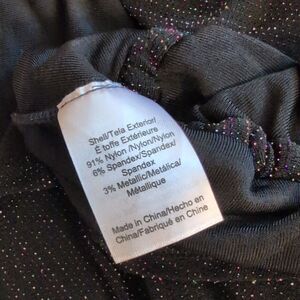 Shell/Tela Exterior/
É toffe Extérieure
91% Nylon /Nylon/Nylon
6% Spandex/Spandex/
Spandex
3% Metallic/Metálica/
Métallique
Made in China/Hecho en
China/Fabriqué en Chine